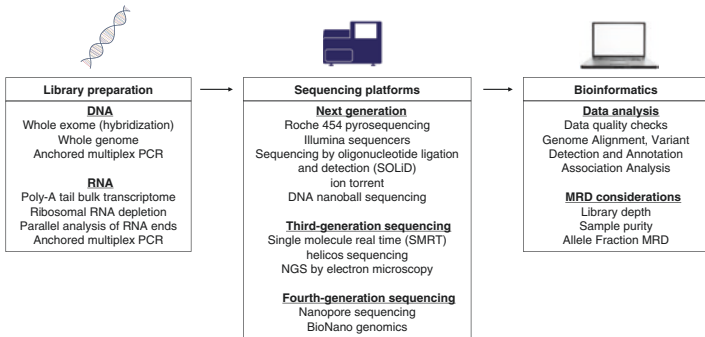 Library preparation
DNA
Whole exome (hybridization)
Whole genome
Anchored multiplex PCR
RNA
Poly-A tail bulk transcriptome
Ribosomal RNA depletion
Parallel analysis of RNA ends
Anchored multiplex PCR
Sequencing platforms
Next generation
Roche 454 pyrosequencing
Illumina sequencers
Sequencing by oligonucleotide ligation
and detection (SOLiD)
ion torrent
DNA nanoball sequencing
Third-generation sequencing
Single molecule real time (SMRT)
helicos sequencing
NGS by electron microscopy
Fourth-generation sequencing
Nanopore sequencing
BioNano genomics
Bioinformatics
Data analysis
Data quality checks
Genome Alignment, Variant
Detection and Annotation
Association Analysis
MRD considerations
Library depth
Sample purity
Allele Fraction MRD